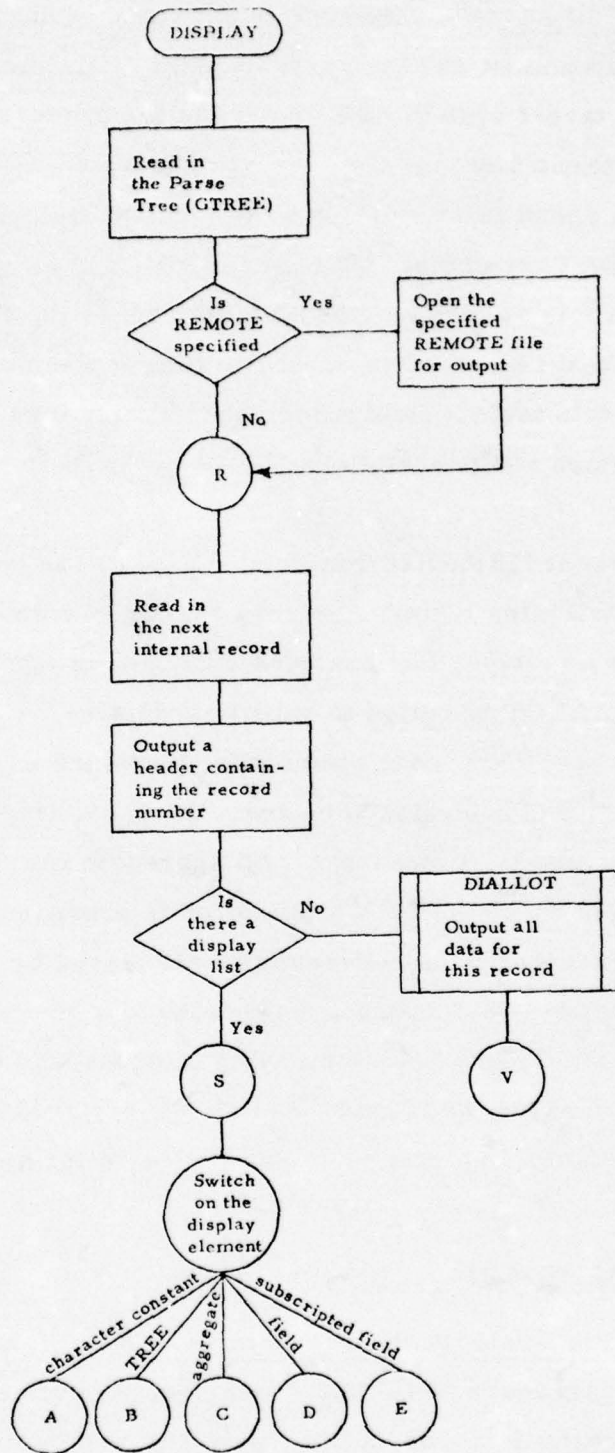 DISPLAY
Read in
the Parse
Tree (GTREE)
Is
REMOTE
specified
Yes
Open the
specified
REMOTE file
for output
No
R
Read in
the next
internal record
Output a
header contain-
ing the record
number
Is
there a
display
list
No
DIALLOT
Output all
data for
this record
Yes
S
V
Switch
on the
display
element
character constant
TREE
aggregate
field
subscripted field
A
B
C
D
E